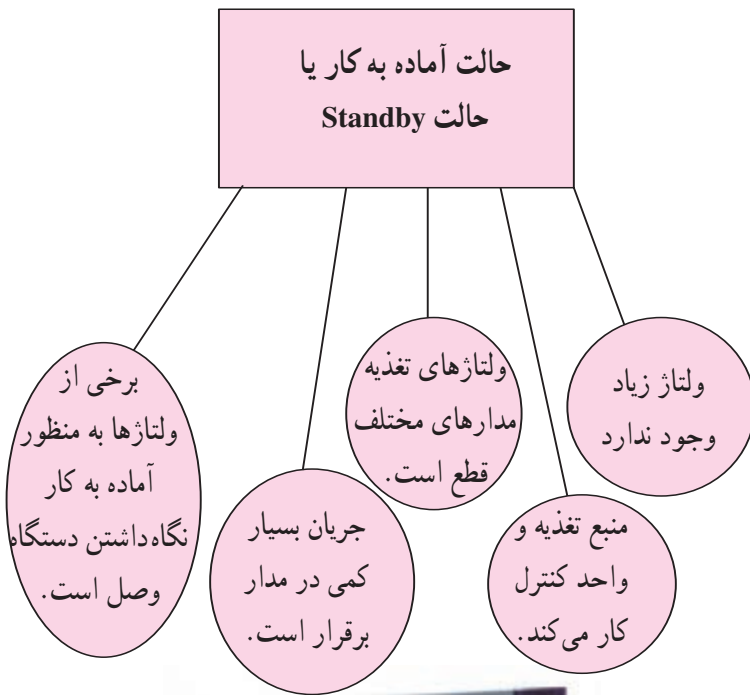 حالت آماده به کار یا
حالت Standby
ولتاژ زیاد
وجود ندارد
منبع تغذیه و
واحد کنترل
کار می‌کند.
ولتاژهای تغذیه
مدارهای مختلف
قطع است.
جریان بسیار
کمی در مدار
برقرار است.
برخی از
ولتاژها به منظور
آماده به کار
نگاه‌داشتن دستگاه
وصل است.